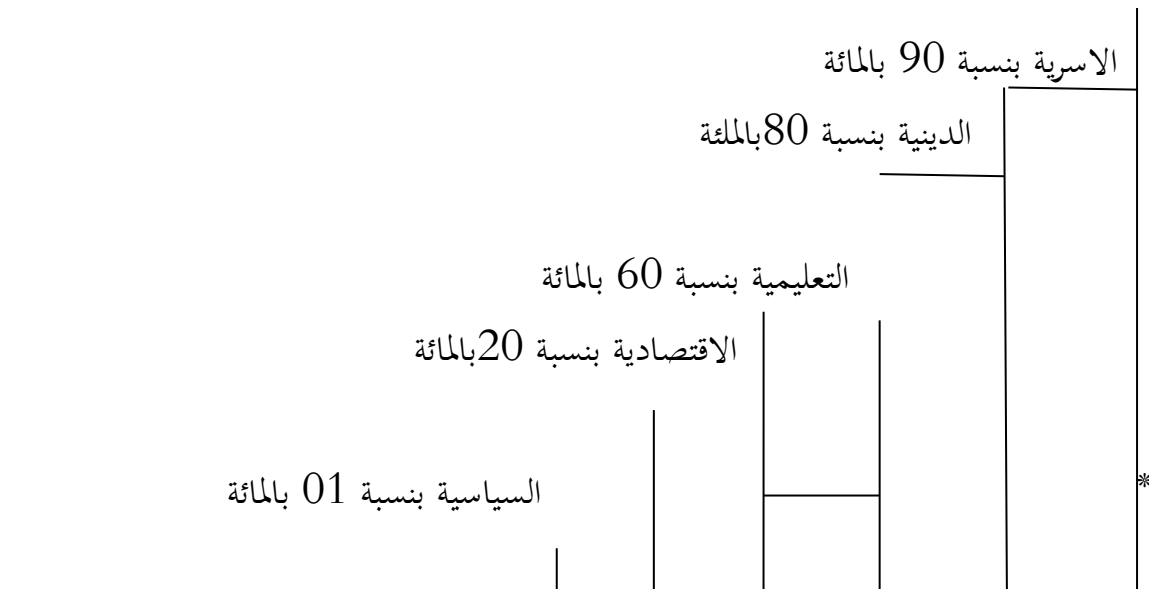 الاسرية بنسبة 90 بالمائة
الدينية بنسبة 80بالملئة
التعليمية بنسبة 60 بالمائة
الاقتصادية بنسبة 20بالمائة
السياسية بنسبة 01 بالمائة
*